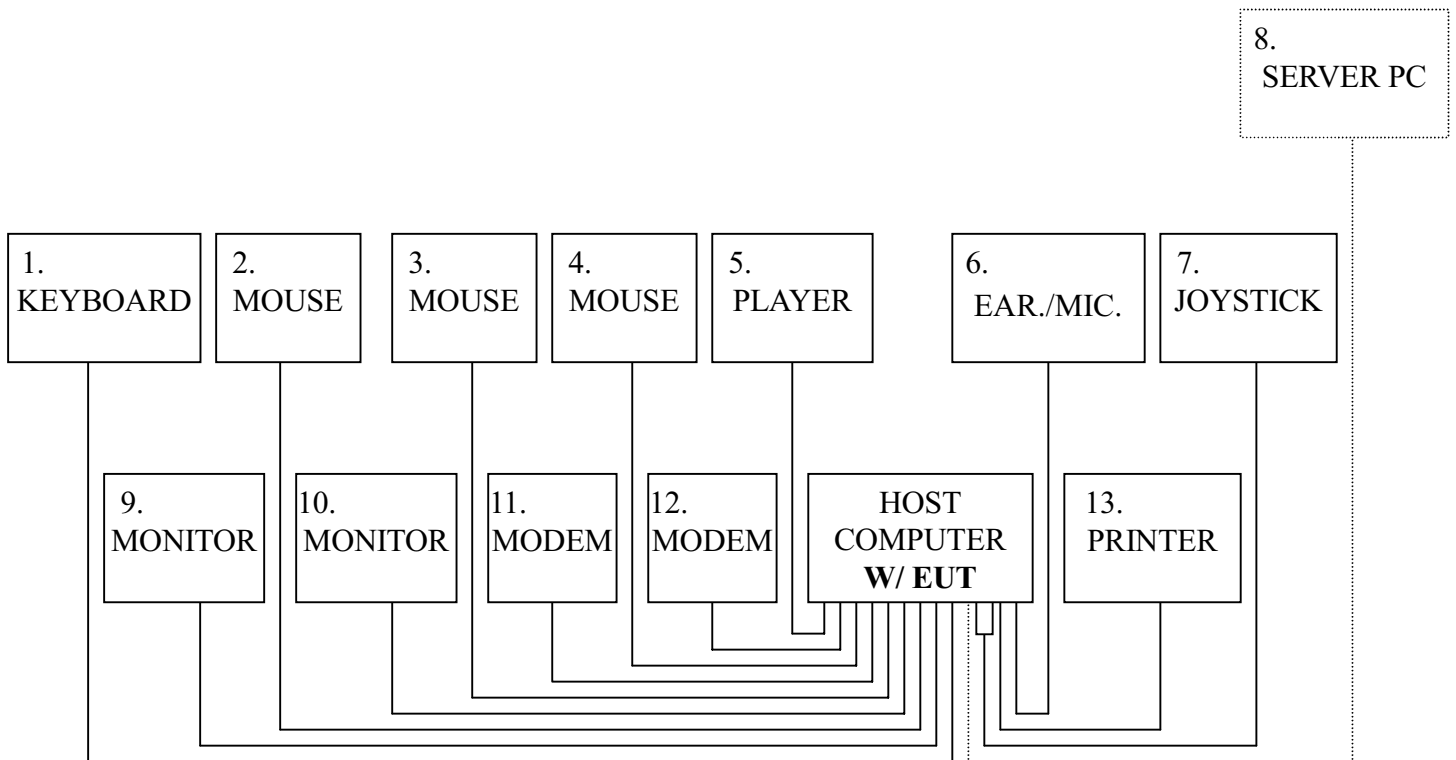 8.
SERVER PC
1.
KEYBOARD
2.
MOUSE
3.
MOUSE
4.
MOUSE
5.
PLAYER
6.
EAR./MIC.
7.
JOYSTICK
9.
MONITOR
10.
MONITOR
11.
MODEM
12.
MODEM
HOST
COMPUTER
W/ EUT
13.
PRINTER